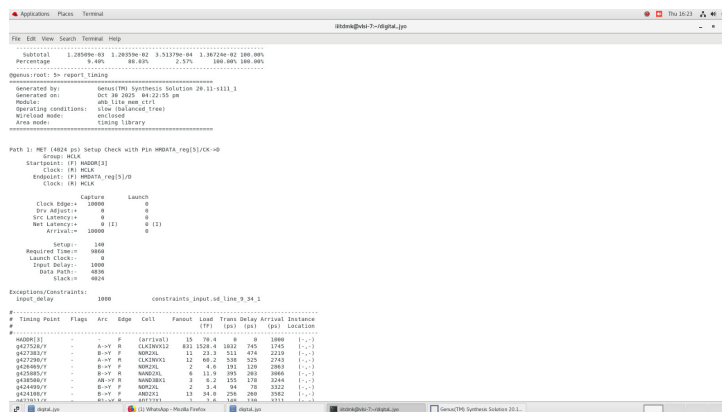 Applications Places Terminal Thu 16:23
iiitdmk@vlsi-7:~/digital_jyo
File Edit View Search Terminal Help
Subtotal 1.28509e-03 1.20359e-02 3.51379e-04 1.36724e-02 100.00%
Percentage 9.40% 88.03% 2.57% 100.00% 100.00%
@genus:root: 5> report_timing
Generated by: Genus(TM) Synthesis Solution 20.11-s111_1
Generated on: Oct 30 2025 04:22:55 pm
Module: ahb_lite_mem_ctrl
Operating conditions: slow (balanced_tree)
Wireload mode: enclosed
Area mode: timing library
Path 1: MET (4024 ps) Setup Check with Pin HRDATA_reg[5]/CK->D
Group: HCLK
Startpoint: (F) HADDR[3]
Clock: (R) HCLK
Endpoint: (F) HRDATA_reg[5]/D
Clock: (R) HCLK
Capture Launch
Clock Edge:+ 10000 0
Drv Adjust:+ 0 0
Src Latency:+ 0 0
Net Latency:+ 0 (I) 0 (I)
Arrival:= 10000 0
Setup:- 140
Required Time:= 9860
Launch Clock:- 0
Input Delay:- 1000
Data Path:- 4836
Slack:= 4024
Exceptions/Constraints:
input_delay 1000 constraints_input.sd_line_9_34_1
# Timing Point Flags Arc Edge Cell Fanout Load Trans Delay Arrival Instance
# (fF) (ps) (ps) (ps) Location
HADDR[3] - - F (arrival) 15 70.4 0 0 1000 (-,-)
g427528/Y - A->Y R CLKINVX12 831 1528.4 1032 745 1745 (-,-)
g427383/Y - B->Y F NOR2XL 11 23.3 511 474 2219 (-,-)
g427290/Y - A->Y R CLKINVX1 12 60.2 538 525 2743 (-,-)
g426469/Y - B->Y F NOR2XL 2 4.6 191 120 2863 (-,-)
g425085/Y - B->Y R NAND2XL 6 11.9 395 203 3066 (-,-)
g438500/Y - AN->Y R NAND3BX1 3 6.2 155 178 3244 (-,-)
g424499/Y - B->Y F NOR2XL 2 3.4 94 78 3322 (-,-)
g424108/Y - B->Y F AND2X1 13 34.0 256 260 3582 (-,-)
digital_jyo (1) WhatsApp - Mozilla Firefox digital_jyo iiitdmk@vlsi-7:~/digital_jyo Genus(TM) Synthesis Solution 20.1...